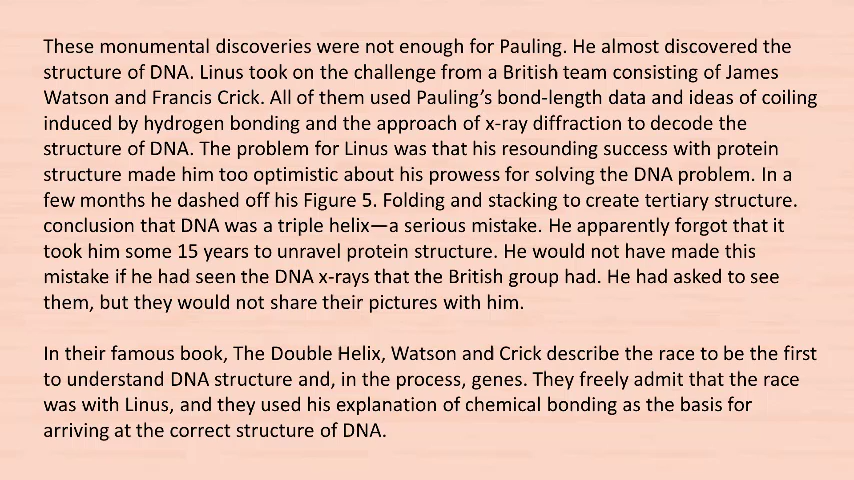 These monumental discoveries were not enough for Pauling. He almost discovered the
structure of DNA. Linus took on the challenge from a British team consisting of James
Watson and Francis Crick. All of them used Pauling’s bond-length data and ideas of coiling
induced by hydrogen bonding and the approach of x-ray diffraction to decode the
structure of DNA. The problem for Linus was that his resounding success with protein
structure made him too optimistic about his prowess for solving the DNA problem. In a
few months he dashed off his Figure 5. Folding and stacking to create tertiary structure.
conclusion that DNA was a triple helix—a serious mistake. He apparently forgot that it
took him some 15 years to unravel protein structure. He would not have made this
mistake if he had seen the DNA x-rays that the British group had. He had asked to see
them, but they would not share their pictures with him.
In their famous book, The Double Helix, Watson and Crick describe the race to be the first
to understand DNA structure and, in the process, genes. They freely admit that the race
was with Linus, and they used his explanation of chemical bonding as the basis for
arriving at the correct structure of DNA.